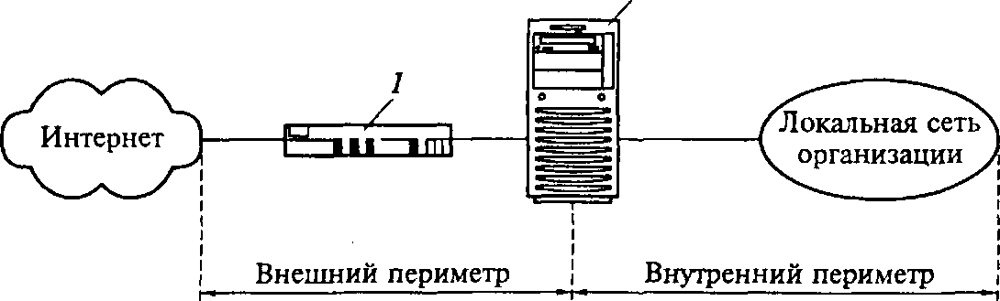 1
Интернет
Локальная сеть
организации
Внешний периметр
Внутренний периметр